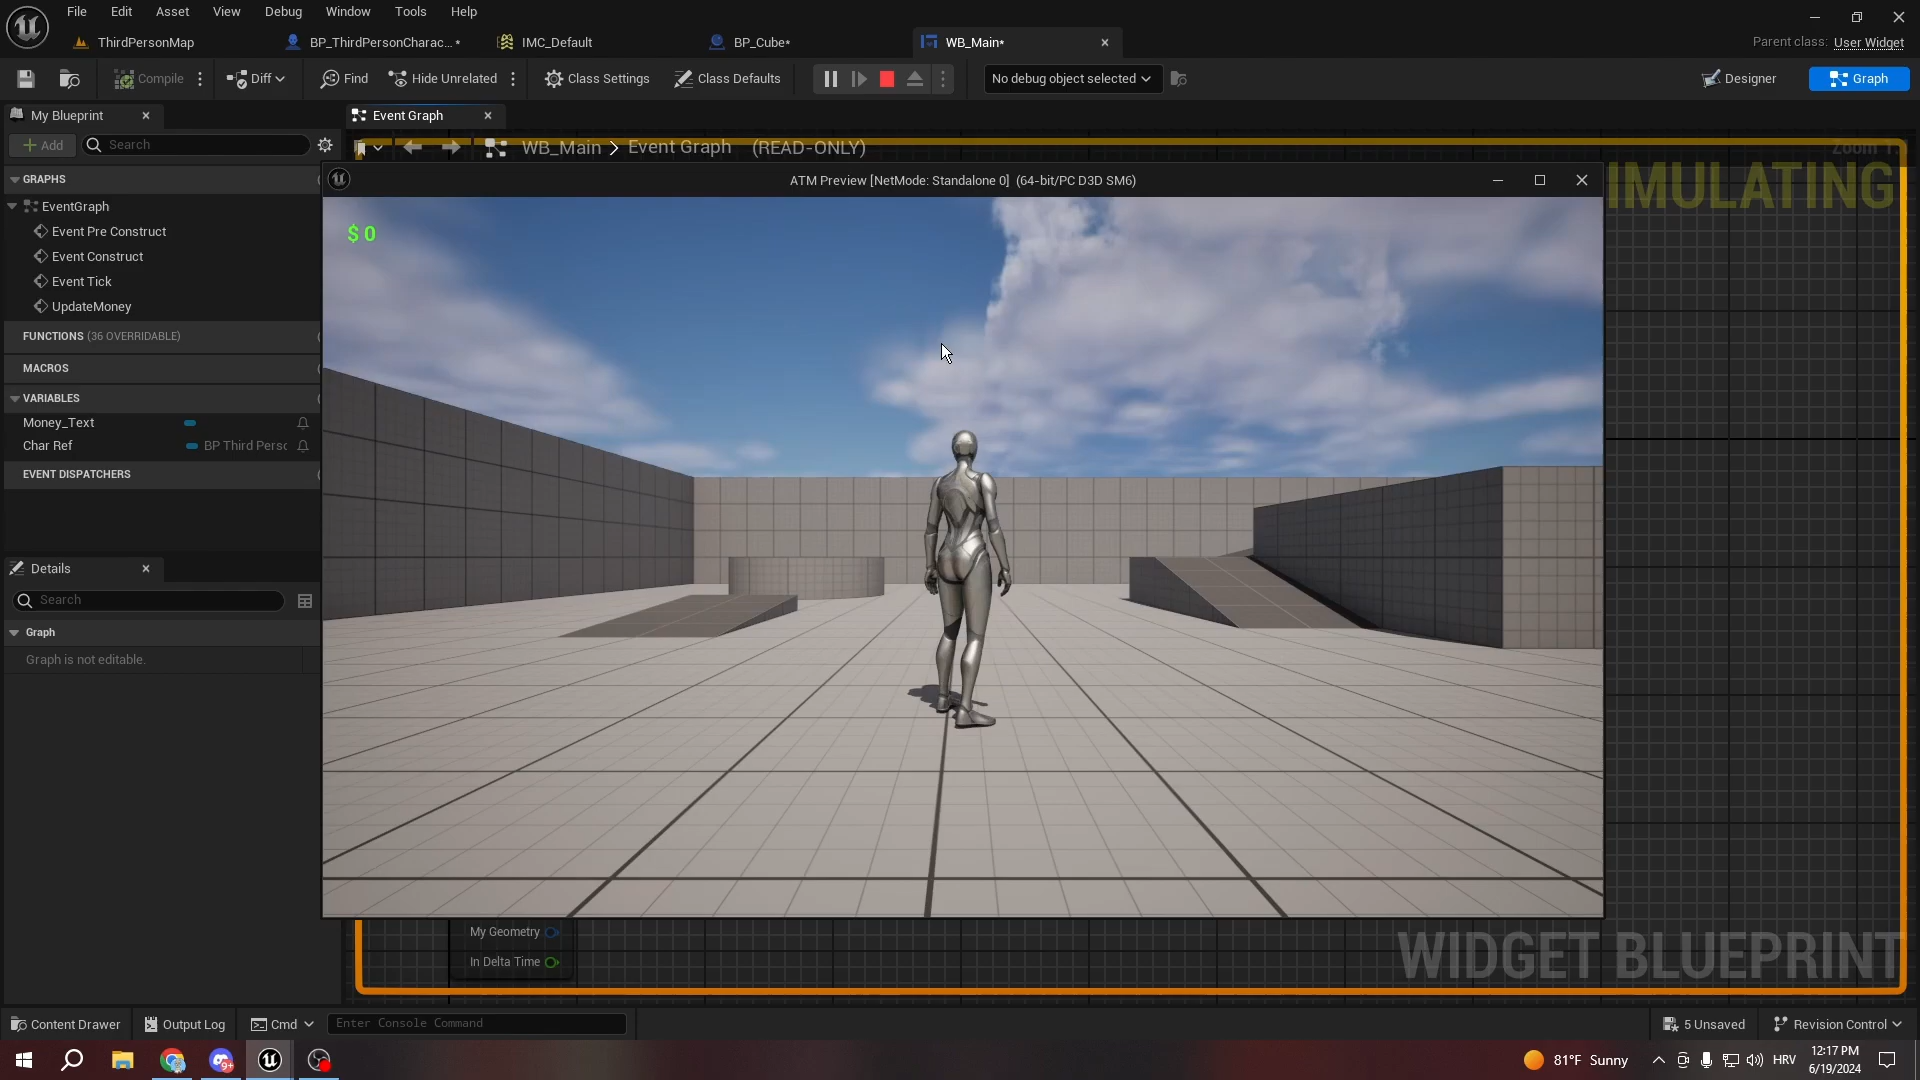 File Edit Asset View Debug Window Tools Help
ThirdPersonMap BP_ThirdPersonCharac...* IMC_Default BP_Cube* WB_Main* Parent class: User Widget
Compile Diff Find Hide Unrelated Class Settings Class Defaults No debug object selected Designer Graph
My Blueprint Event Graph
Add Search
WB_Main > Event Graph (READ-ONLY)
GRAPHS
ATM Preview [NetMode: Standalone 0] (64-bit/PC D3D SM6)
IMULATING
EventGraph
Event Pre Construct
$ 0
Event Construct
Event Tick
UpdateMoney
FUNCTIONS (36 OVERRIDABLE)
MACROS
VARIABLES
Money_Text
Char Ref BP Third Persc
EVENT DISPATCHERS
Details
Search
Graph
Graph is not editable.
My Geometry
In Delta Time
WIDGET BLUEPRINT
Content Drawer Output Log Cmd Enter Console Command 5 Unsaved Revision Control
9+ 81°F Sunny HRV 12:17 PM
6/19/2024